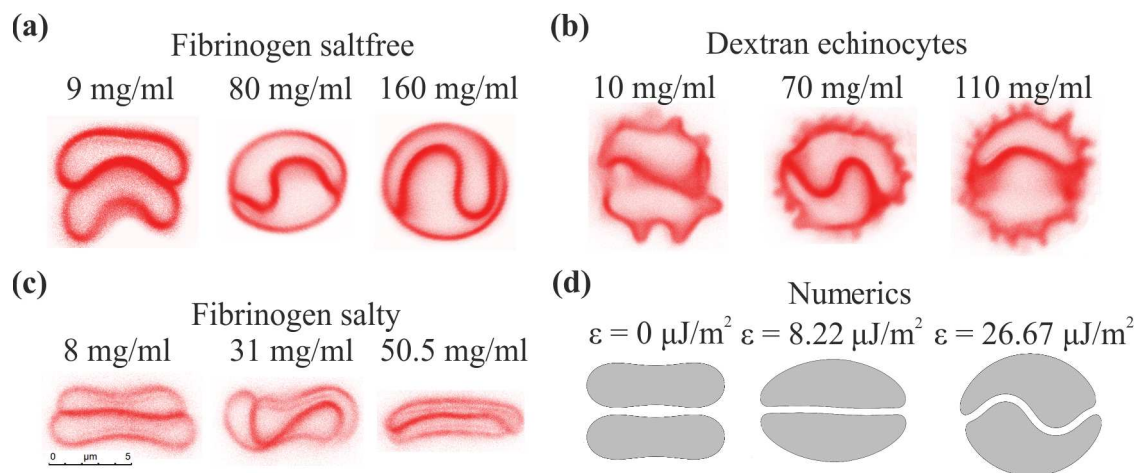 (a)
Fibrinogen saltfree
9 mg/ml 80 mg/ml 160 mg/ml
(b)
Dextran echinocytes
10 mg/ml 70 mg/ml 110 mg/ml
(c)
Fibrinogen salty
8 mg/ml 31 mg/ml 50.5 mg/ml
0 µm 5
(d)
Numerics
ε = 0 µJ/m² ε = 8.22 µJ/m² ε = 26.67 µJ/m²